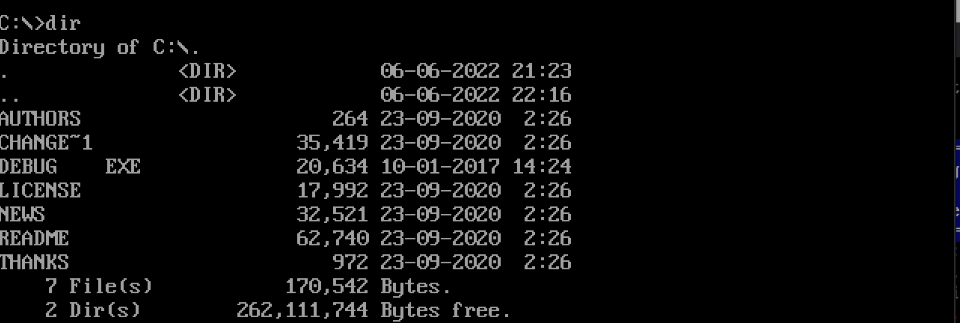 C:\>dir
Directory of C:\.
.              <DIR>            06-06-2022 21:23
..             <DIR>            06-06-2022 22:16
AUTHORS                     264 23-09-2020  2:26
CHANGE~1                 35,419 23-09-2020  2:26
DEBUG    EXE             20,634 10-01-2017 14:24
LICENSE                  17,992 23-09-2020  2:26
NEWS                     32,521 23-09-2020  2:26
README                   62,740 23-09-2020  2:26
THANKS                      972 23-09-2020  2:26
    7 File(s)           170,542 Bytes.
    2 Dir(s)        262,111,744 Bytes free.